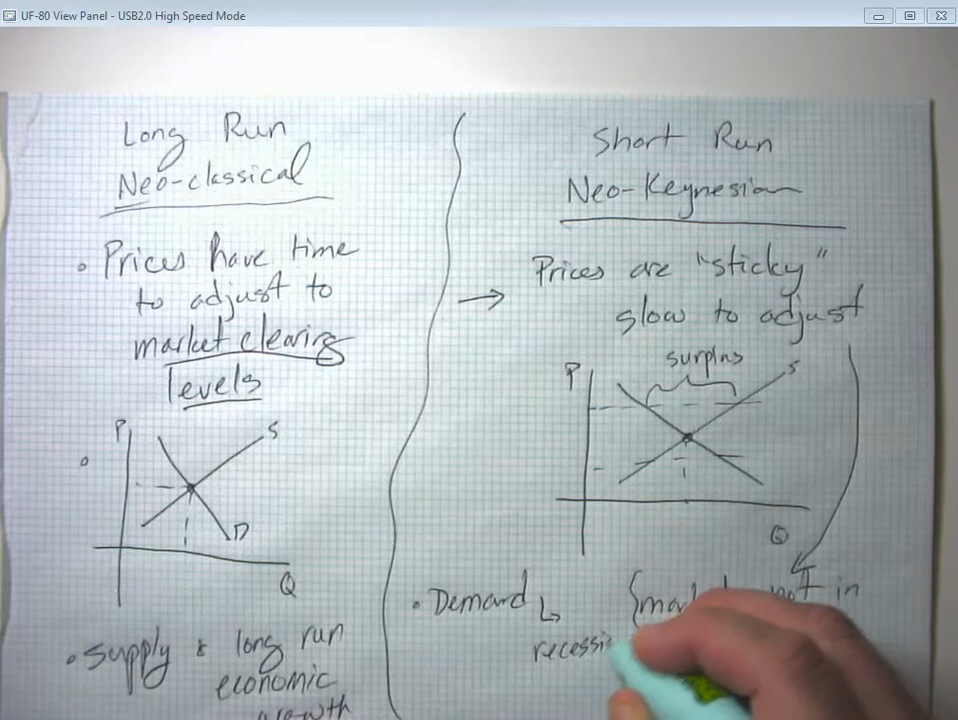 UF-80 View Panel - USB2.0 High Speed Mode
Long Run
Neo-classical
• Prices have time
to adjust to
market clearing
levels
P
S
D
Q
• Supply & long run
economic
growth
Short Run
Neo-Keynesian
→ Prices are "sticky"
slow to adjust
surplus
P
S
Q
• Demand ↳
not in